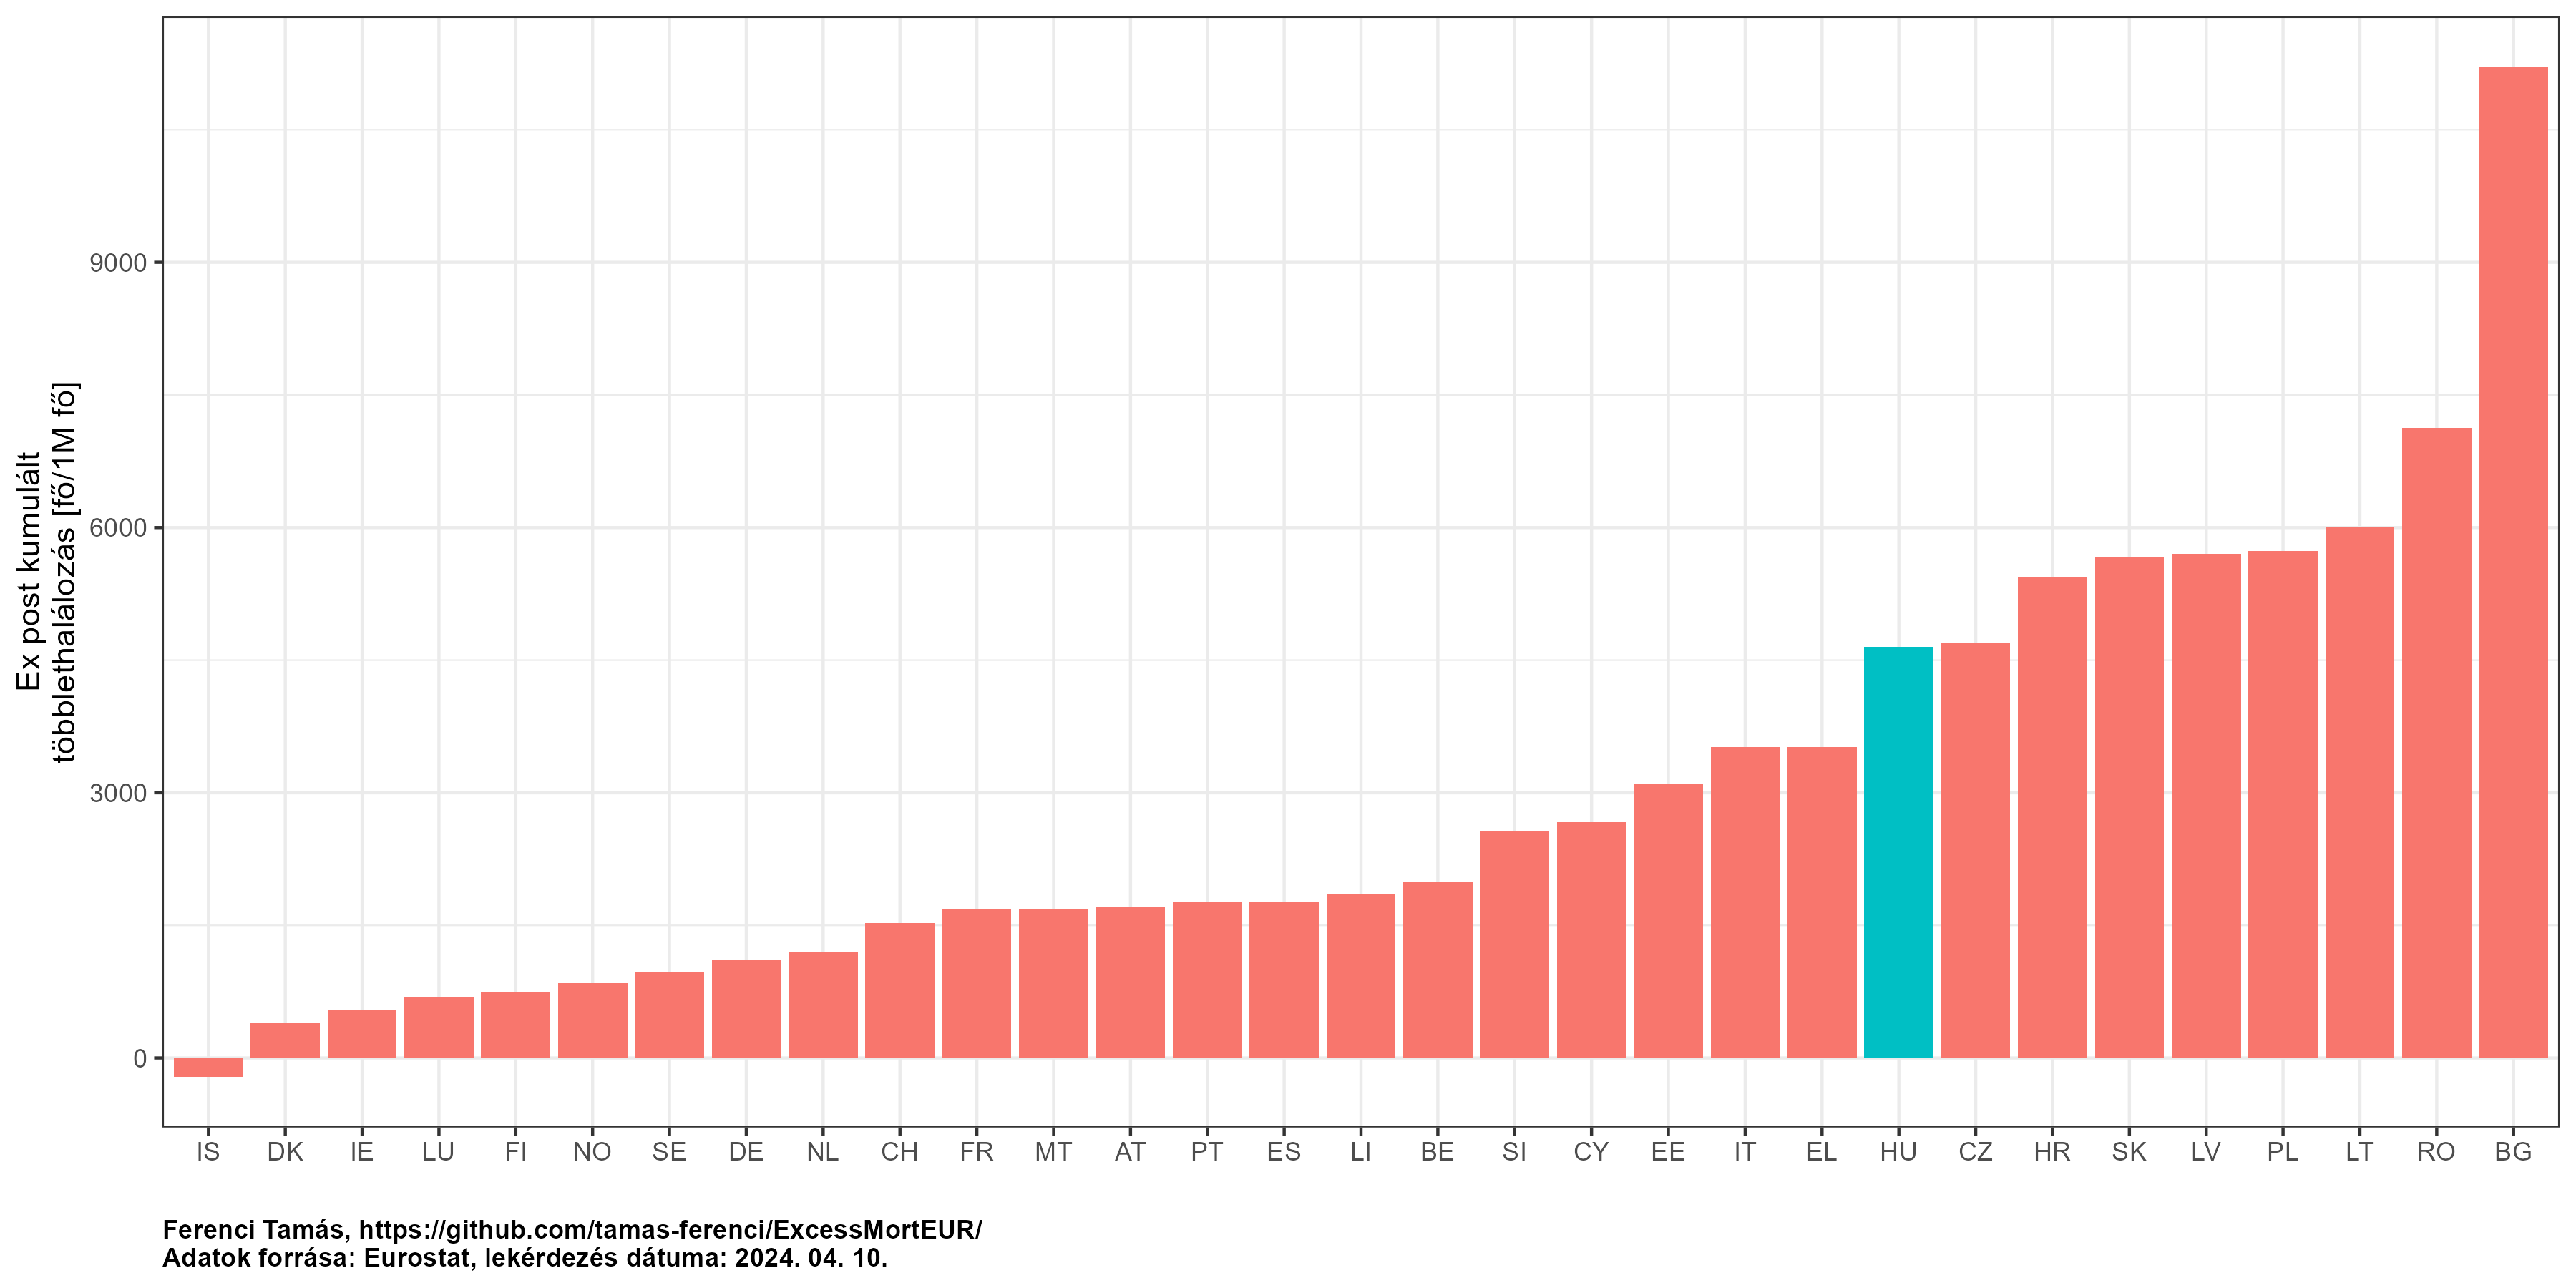 Ex post kumulált
többlethalálozás [fő/1M fő]
9000
6000
3000
0
IS DK IE LU FI NO SE DE NL CH FR MT AT PT ES LI BE SI CY EE IT EL HU CZ HR SK LV PL LT RO BG
Ferenci Tamás, https://github.com/tamas-ferenci/ExcessMortEUR/
Adatok forrása: Eurostat, lekérdezés dátuma: 2024. 04. 10.